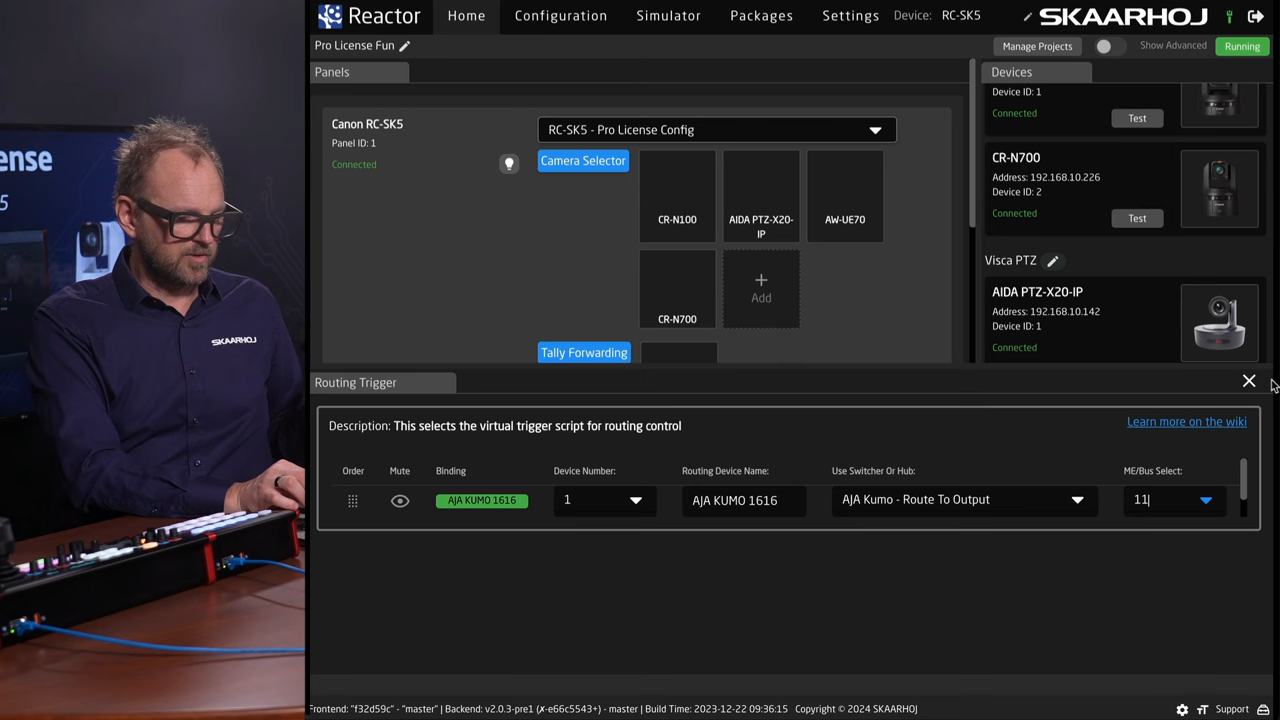 Reactor
Home
Configuration
Simulator
Packages
Settings
Device: RC-SK5
SKAARHOJ
Pro License Fun
Manage Projects
Show Advanced
Running
Panels
Devices
Canon RC-SK5
Panel ID: 1
Connected
RC-SK5 - Pro License Config
Camera Selector
CR-N100
AIDA PTZ-X20-
IP
AW-UE70
CR-N700
+
Add
Tally Forwarding
Device ID: 1
Connected
Test
CR-N700
Address: 192.168.10.226
Device ID: 2
Connected
Test
Visca PTZ
AIDA PTZ-X20-IP
Address: 192.168.10.142
Device ID: 1
Connected
Routing Trigger
Description: This selects the virtual trigger script for routing control
Learn more on the wiki
Order
Mute
Binding
Device Number:
Routing Device Name:
Use Switcher Or Hub:
ME/Bus Select:
AJA KUMO 1616
1
AJA KUMO 1616
AJA Kumo - Route To Output
11
rontend: "f32d59c" - "master" | Backend: v2.0.3-pre1 (✗-e66c5543+) - master | Build Time: 2023-12-22 09:36:15 Copyright © 2024 SKAARHOJ
Support
ense
5
SKAARHOJ